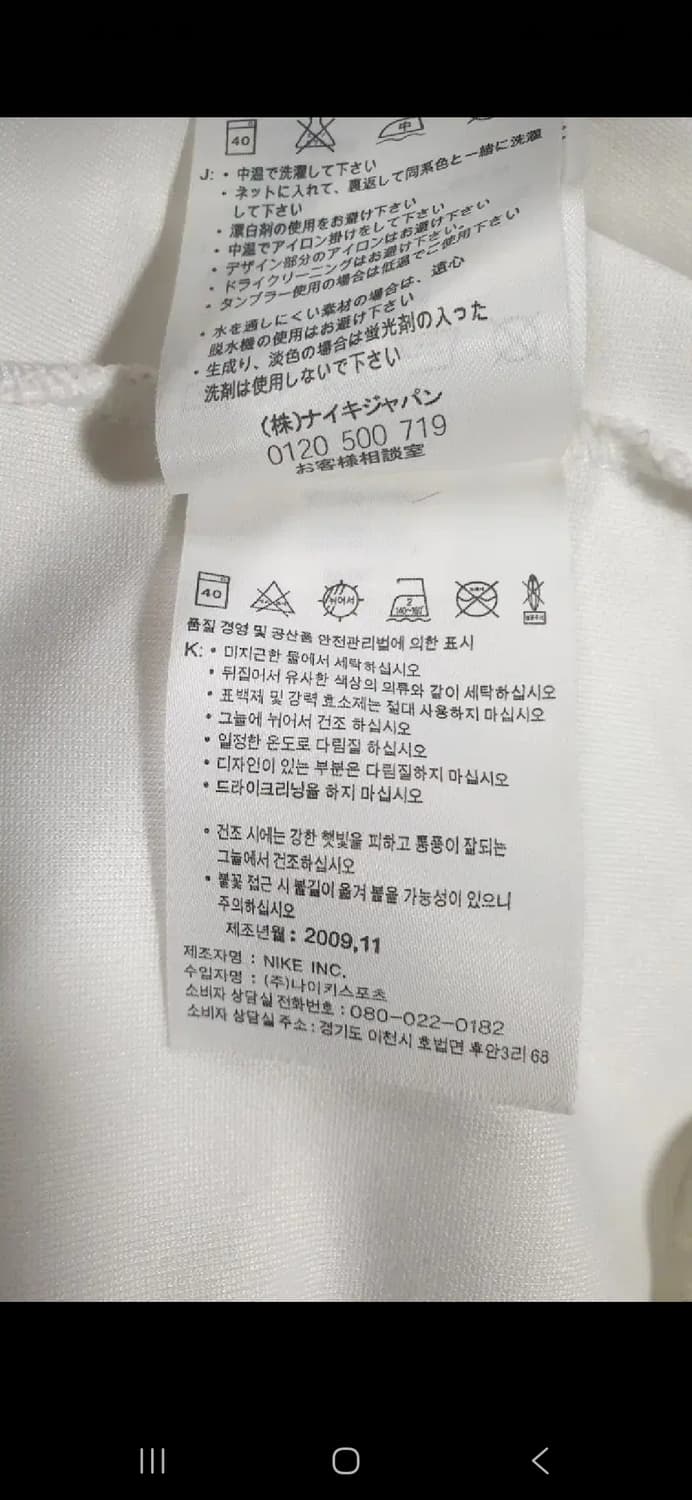 40
中
J: • 中温で洗濯して下さい
• ネットに入れて、裏返して同系色と一緒に洗濯
して下さい
• 漂白剤の使用をお避け下さい
• 中温でアイロン掛けをして下さい
• デザイン部分のアイロンはお避け下さい
• ドライクリーニングはお避け下さい。
• タンブラー使用の場合は低温でご使用下さい
• 水を通しにくい素材の場合は、遠心
脱水機の使用はお避け下さい
• 生成り、淡色の場合は蛍光剤の入った
洗剤は使用しないで下さい
(株)ナイキジャパン
0120 500 719
お客様相談室
40
뉘어서
2
140~160℃
품질 경영 및 공산품 안전관리법에 의한 표시
K: • 미지근한 물에서 세탁하십시오
• 뒤집어서 유사한 색상의 의류와 같이 세탁하십시오
• 표백제 및 강력 효소제는 절대 사용하지 마십시오
• 그늘에 뉘어서 건조 하십시오
• 일정한 온도로 다림질 하십시오
• 디자인이 있는 부분은 다림질하지 마십시오
• 드라이크리닝을 하지 마십시오
• 건조 시에는 강한 햇빛을 피하고 통풍이 잘되는
그늘에서 건조하십시오
• 불꽃 접근 시 불길이 옮겨 붙을 가능성이 있으니
주의하십시오
제조년월 : 2009,11
제조자명 : NIKE INC.
수입자명 : (주)나이키스포츠
소비자 상담실 전화번호 : 080-022-0182
소비자 상담실 주소 : 경기도 이천시 호법면 후안3리 68